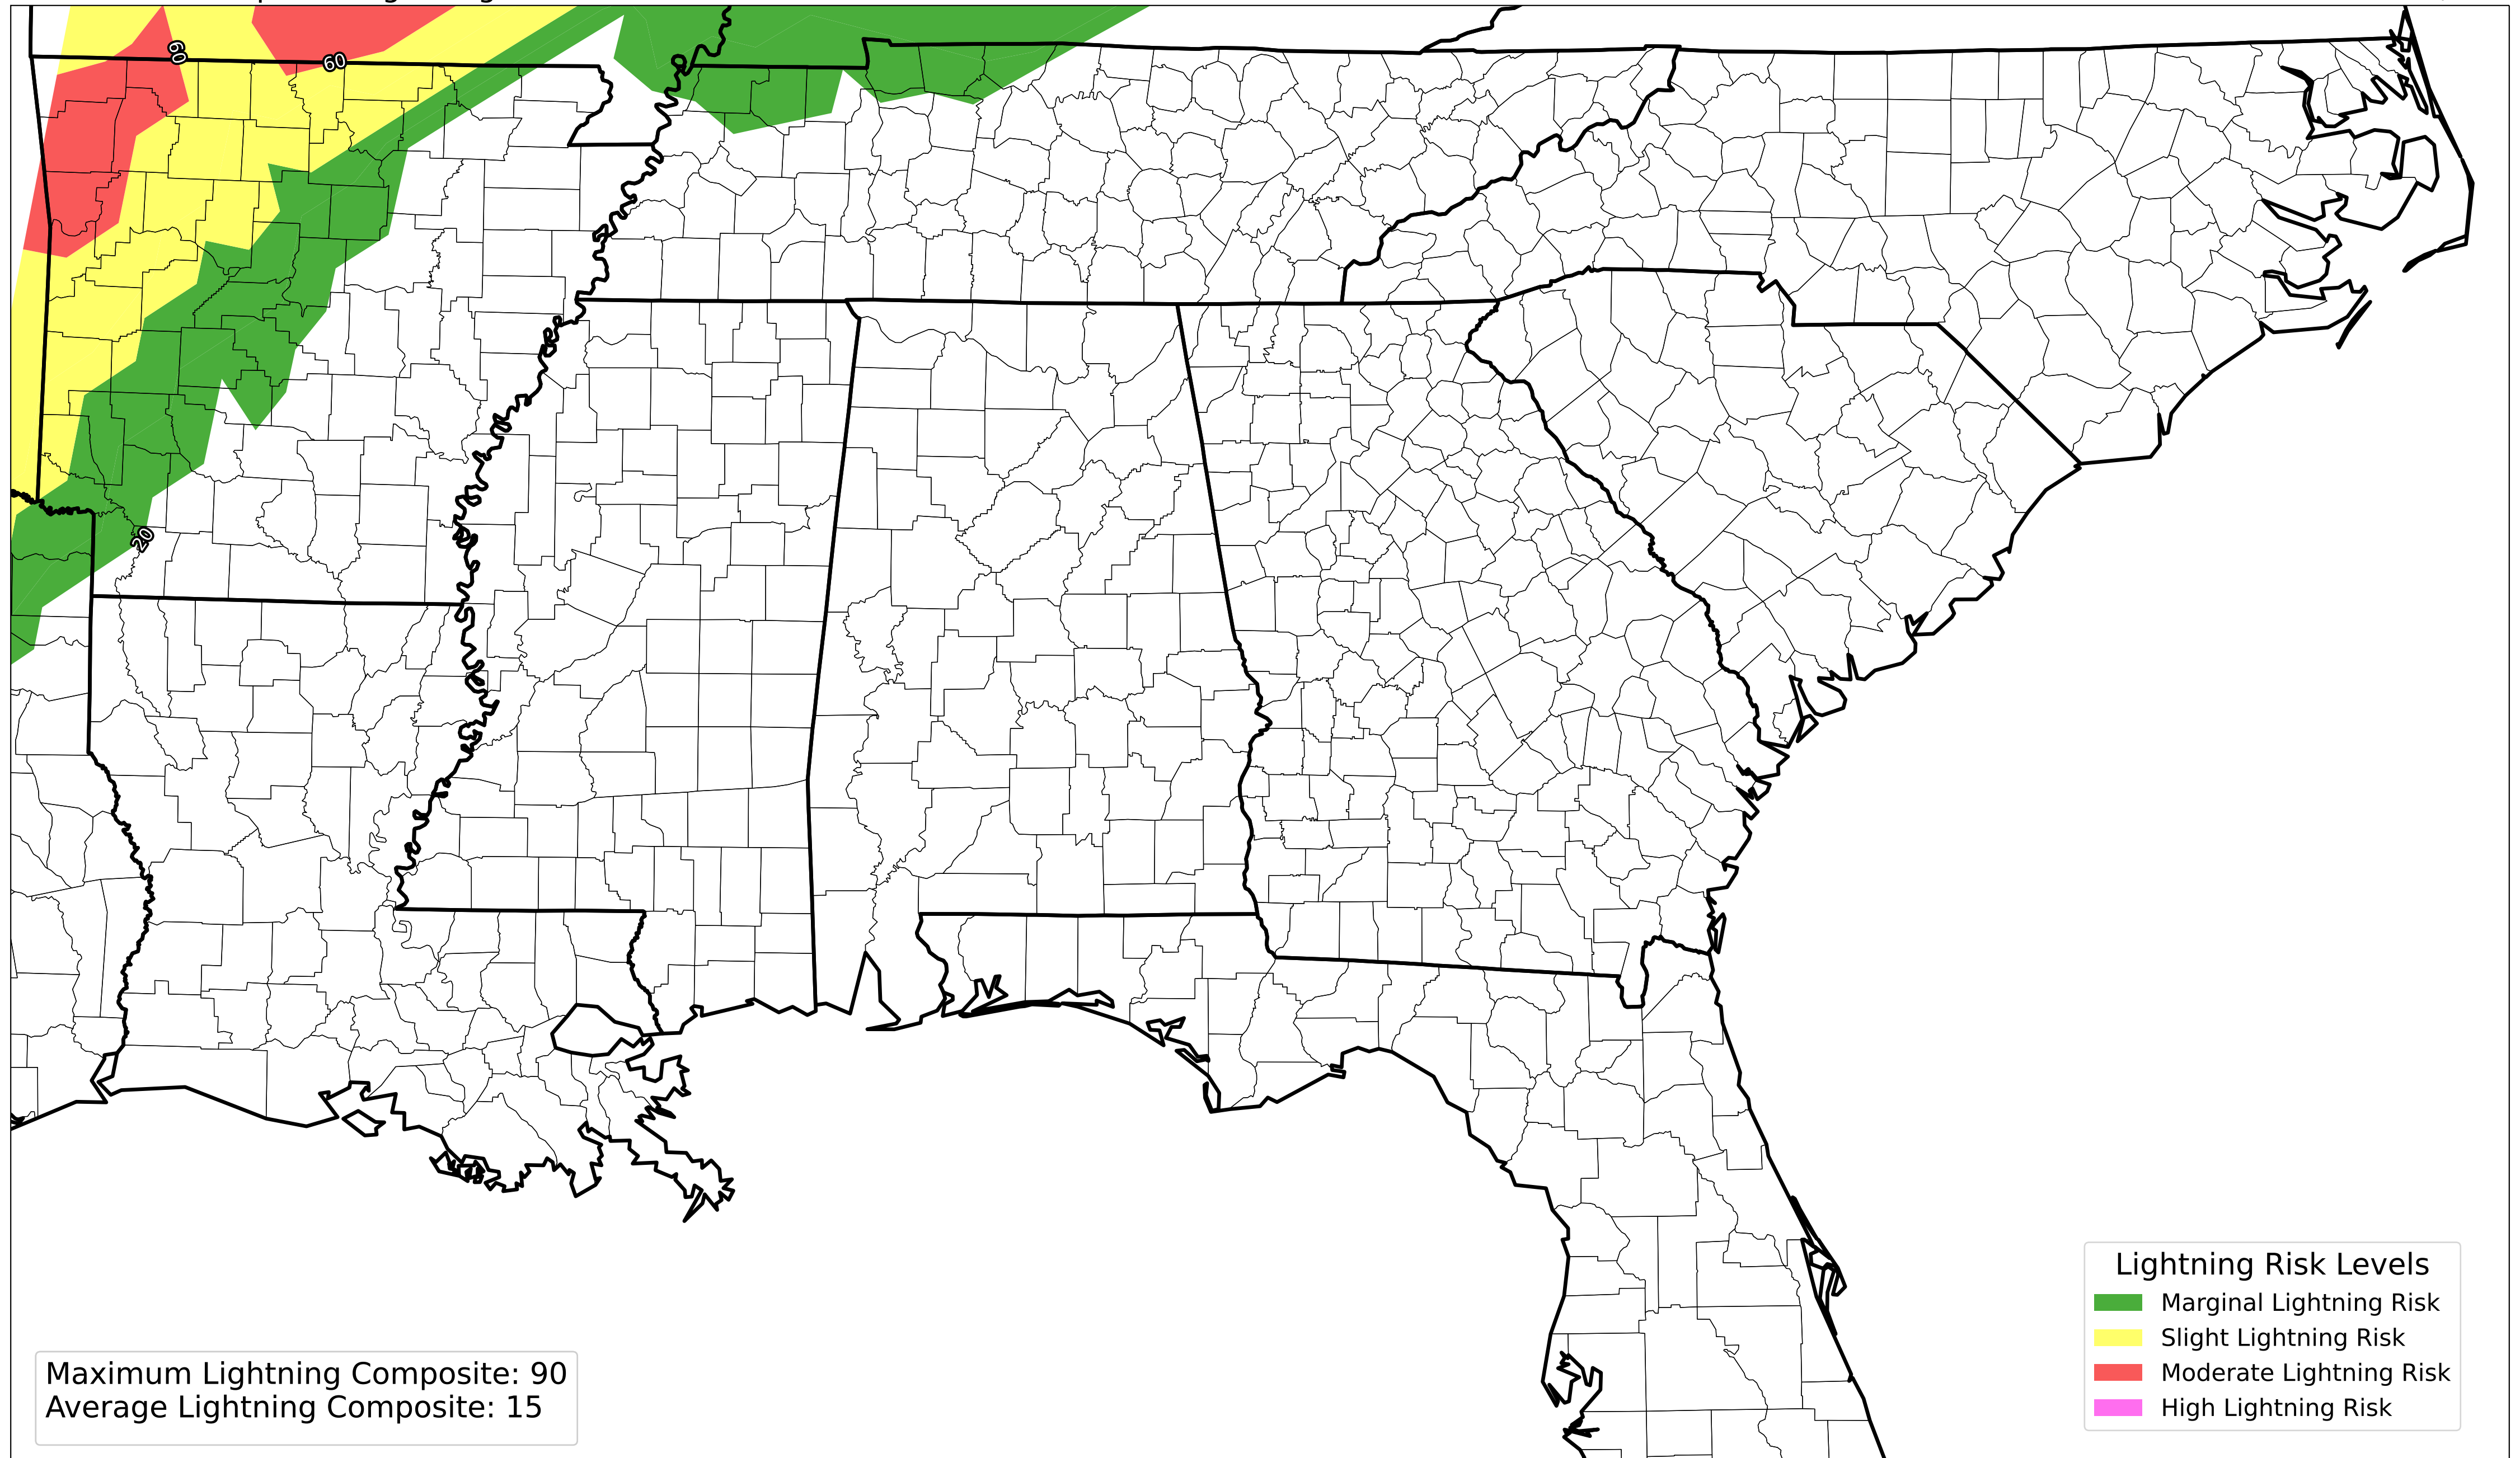 60
60
20
Lightning Risk Levels
Marginal Lightning Risk
Slight Lightning Risk
Moderate Lightning Risk
High Lightning Risk
Maximum Lightning Composite: 90
Average Lightning Composite: 15